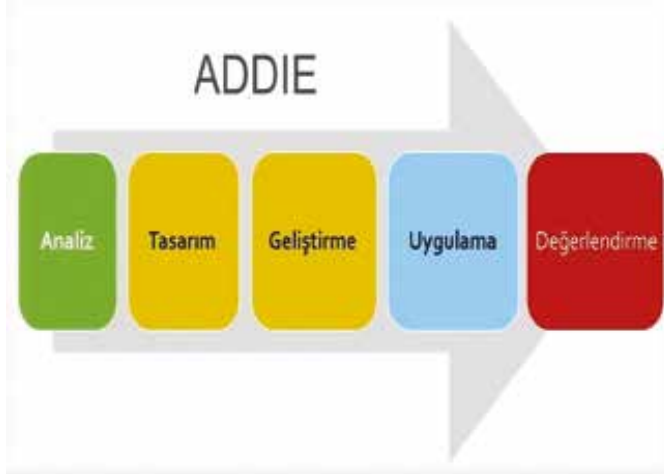 ADDIE
Analiz
Tasarım
Geliştirme
Uygulama
Değerlendirme